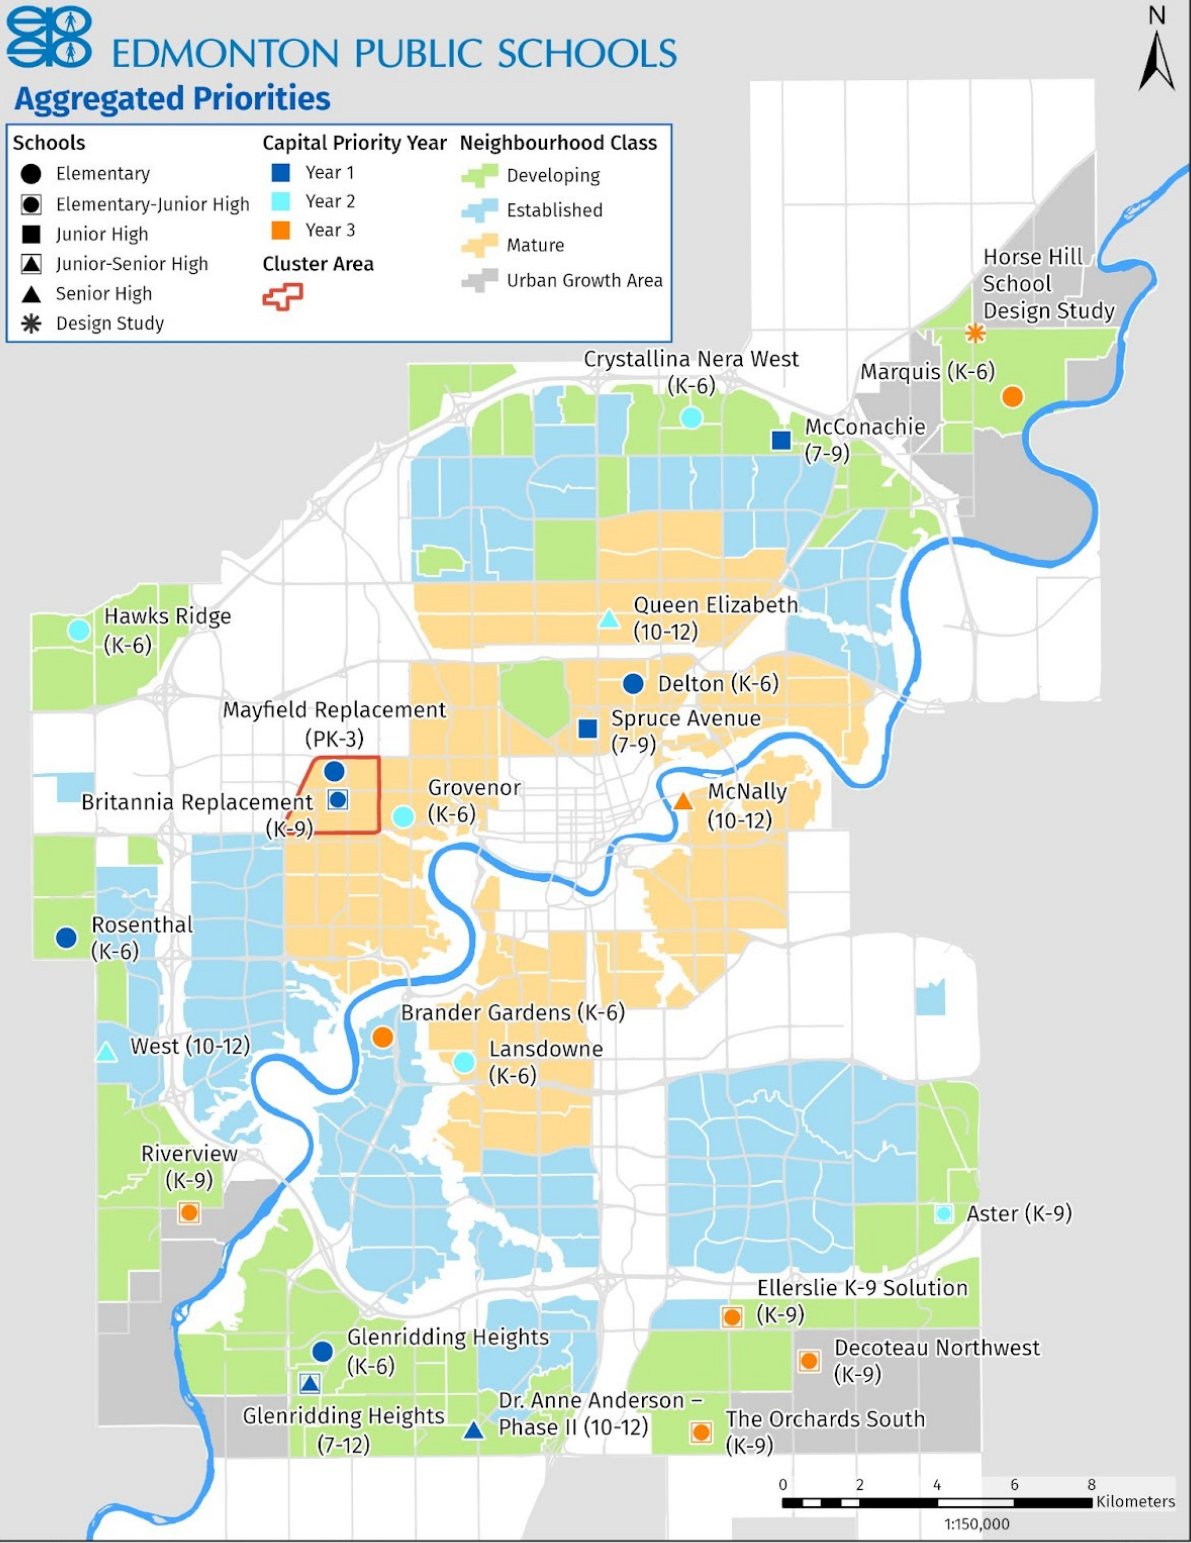 EDMONTON PUBLIC SCHOOLS
Aggregated Priorities
Schools
Elementary
Elementary-Junior High
Junior High
Junior-Senior High
Senior High
Design Study
Capital Priority Year
Year 1
Year 2
Year 3
Cluster Area
Neighbourhood Class
Developing
Established
Mature
Urban Growth Area
N
Horse Hill
School
Design Study
Crystallina Nera West
(K-6)
Marquis (K-6)
McConachie
(7-9)
Hawks Ridge
(K-6)
Queen Elizabeth
(10-12)
Delton (K-6)
Mayfield Replacement
(PK-3)
Spruce Avenue
(7-9)
Britannia Replacement
(K-9)
Grovenor
(K-6)
McNally
(10-12)
Rosenthal
(K-6)
Brander Gardens (K-6)
West (10-12)
Lansdowne
(K-6)
Riverview
(K-9)
Aster (K-9)
Ellerslie K-9 Solution
(K-9)
Glenridding Heights
(K-6)
Decoteau Northwest
(K-9)
Glenridding Heights
(7-12)
Dr. Anne Anderson –
Phase II (10-12)
The Orchards South
(K-9)
0 2 4 6 8
Kilometers
1:150,000